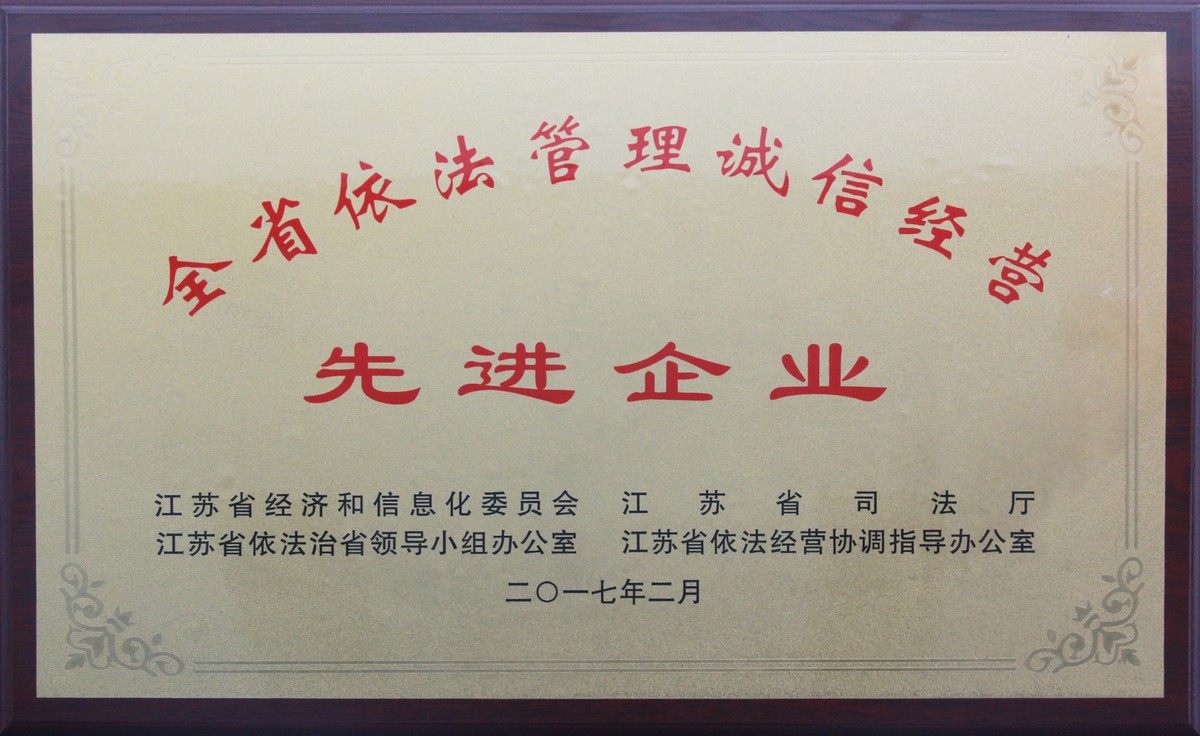 全省依法管理诚信经营
先进企业
江苏省经济和信息化委员会 江苏省司法厅
江苏省依法治省领导小组办公室 江苏省依法经营协调指导办公室
二〇一七年二月